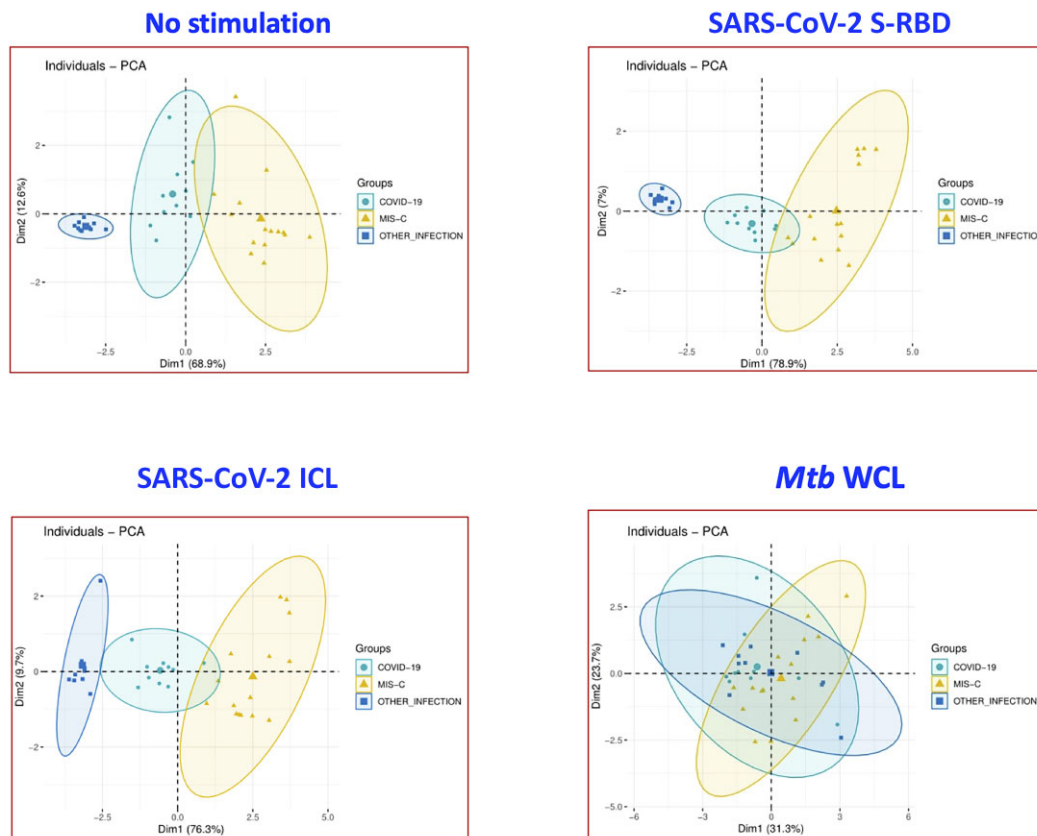 No stimulation
Individuals − PCA
2
0
−2
Dim2 (12.6%)
−2.5
0.0
2.5
Dim1 (68.9%)
Groups
COVID−19
MIS−C
OTHER_INFECTION
SARS-CoV-2 S-RBD
Individuals − PCA
2
0
−2
Dim2 (7%)
−2.5
0.0
2.5
5.0
Dim1 (78.9%)
Groups
COVID−19
MIS−C
OTHER_INFECTION
SARS-CoV-2 ICL
Individuals − PCA
2
0
−2
Dim2 (9.7%)
−2.5
0.0
2.5
5.0
Dim1 (76.3%)
Groups
COVID−19
MIS−C
OTHER_INFECTION
Mtb WCL
Individuals − PCA
2.5
0.0
−2.5
−5.0
Dim2 (23.7%)
−6
−3
0
3
6
Dim1 (31.3%)
Groups
COVID−19
MIS−C
OTHER_INFECTION